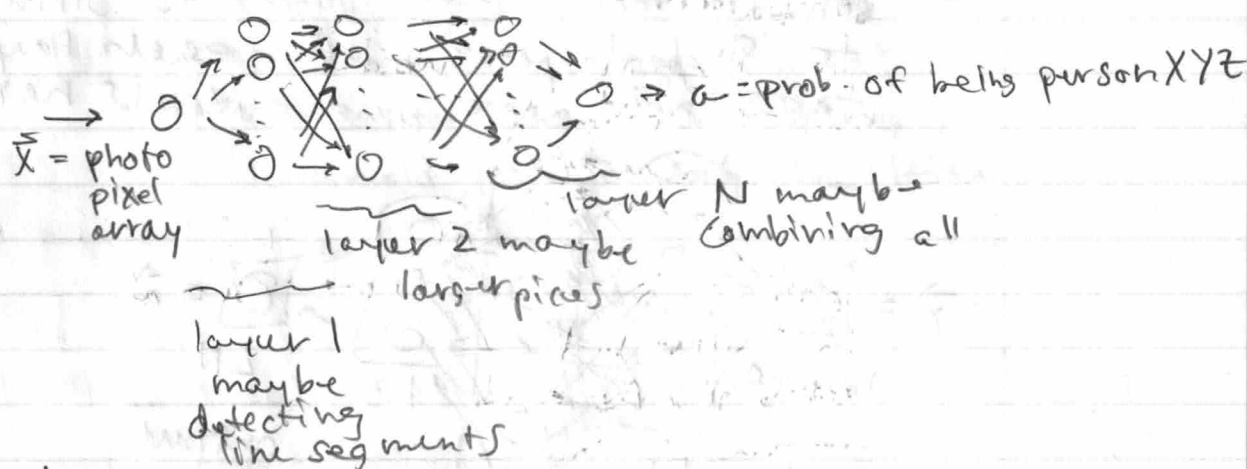 → a = prob. of being person XYZ
x⃗ = photo
pixel
array
layer N maybe
combining all
layer 2 maybe
larger pices
layer 1
maybe
detecting
line segments